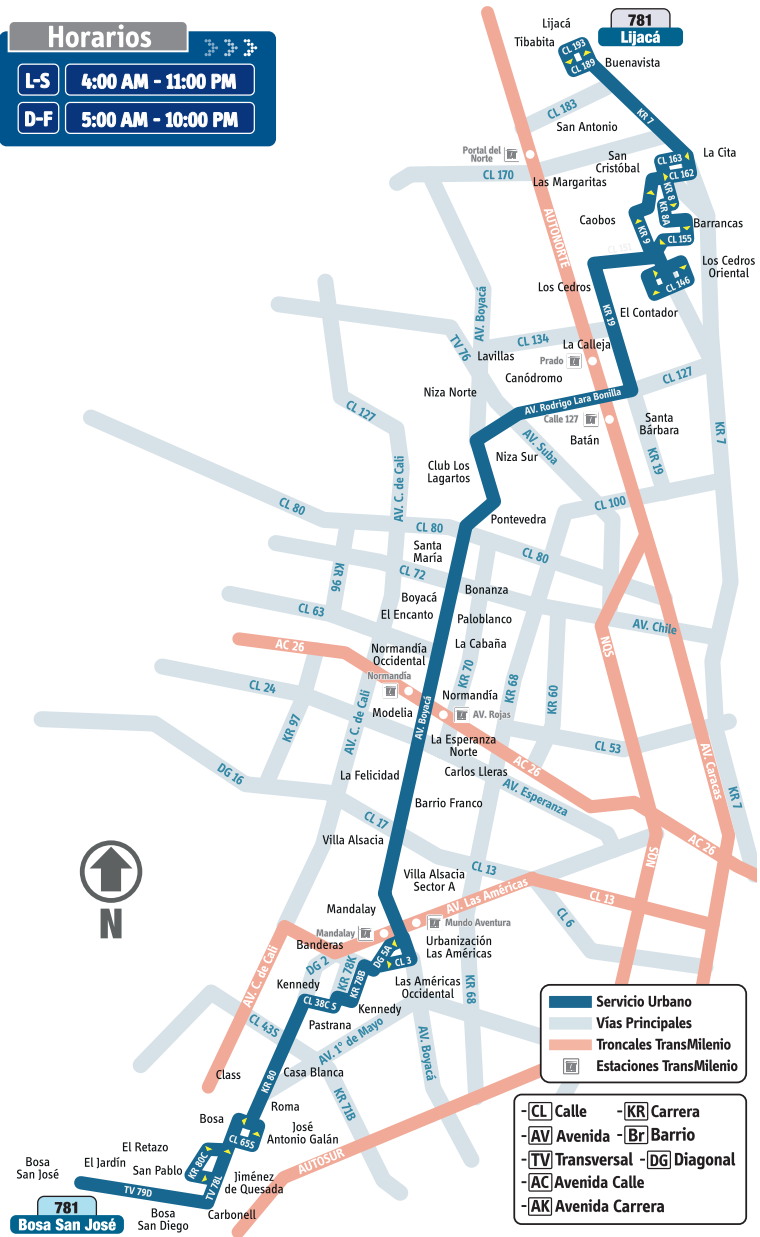 Horarios
L-S
4:00 AM - 11:00 PM
D-F
5:00 AM - 10:00 PM
781
Lijacá
Lijacá
Tibabita
CL 193
CL 189
Buenavista
CL 183
KR 7
San Antonio
Portal del
Norte
San
Cristóbal
CL 163
La Cita
CL 170
Las Margaritas
CL 162
KR 8
KR 8A
Caobos
Barrancas
AUTONORTE
KR 9
CL 155
CL 151
Los Cedros
Oriental
Los Cedros
CL 146
AV. Boyacá
KR 19
El Contador
CL 134
La Calleja
TV 76
Lavillas
Prado
Canódromo
CL 127
Niza Norte
AV. Rodrigo Lara Bonilla
CL 127
Calle 127
Santa
Bárbara
Batán
KR 7
AV. Suba
Niza Sur
KR 19
Club Los
Lagartos
AV. C. de Cali
CL 80
CL 100
Pontevedra
CL 80
Santa
María
CL 80
KR 96
CL 72
Bonanza
Boyacá
CL 63
El Encanto
Paloblanco
AV. Chile
AC 26
La Cabaña
NQS
Normandía
Occidental
KR 70
Normandía
CL 24
KR 68
KR 60
Normandía
AV. C. de Cali
Modelia
AV. Boyacá
AV. Rojas
KR 97
La Esperanza
Norte
CL 53
DG 16
La Felicidad
Carlos Lleras
AC 26
AV. Caracas
AV. Esperanza
KR 7
Barrio Franco
CL 17
Villa Alsacia
AC 26
NQS
CL 13
Villa Alsacia
Sector A
AV. Las Américas
CL 13
Mandalay
CL 6
Mandalay
Mundo Aventura
Banderas
Urbanización
Las Américas
DG 2
DG 5A
CL 3
AV. C. de Cali
KR 78K
KR 78B
Kennedy
Las Américas
Occidental
KR 68
CL 38C S
Kennedy
CL 43S
Pastrana
AV. 1° de Mayo
AV. Boyacá
Class
KR 80
Casa Blanca
KR 71B
Roma
Bosa
José
Antonio Galán
CL 65S
El Retazo
Bosa
San José
El Jardín
San Pablo
KR 80C
AUTOSUR
TV 79D
TV 78L
Jiménez
de Quesada
781
Bosa San José
Bosa
San Diego
Carbonell
N
Servicio Urbano
Vías Principales
Troncales TransMilenio
Estaciones TransMilenio
-CL Calle -KR Carrera
-AV Avenida -Br Barrio
-TV Transversal -DG Diagonal
-AC Avenida Calle
-AK Avenida Carrera